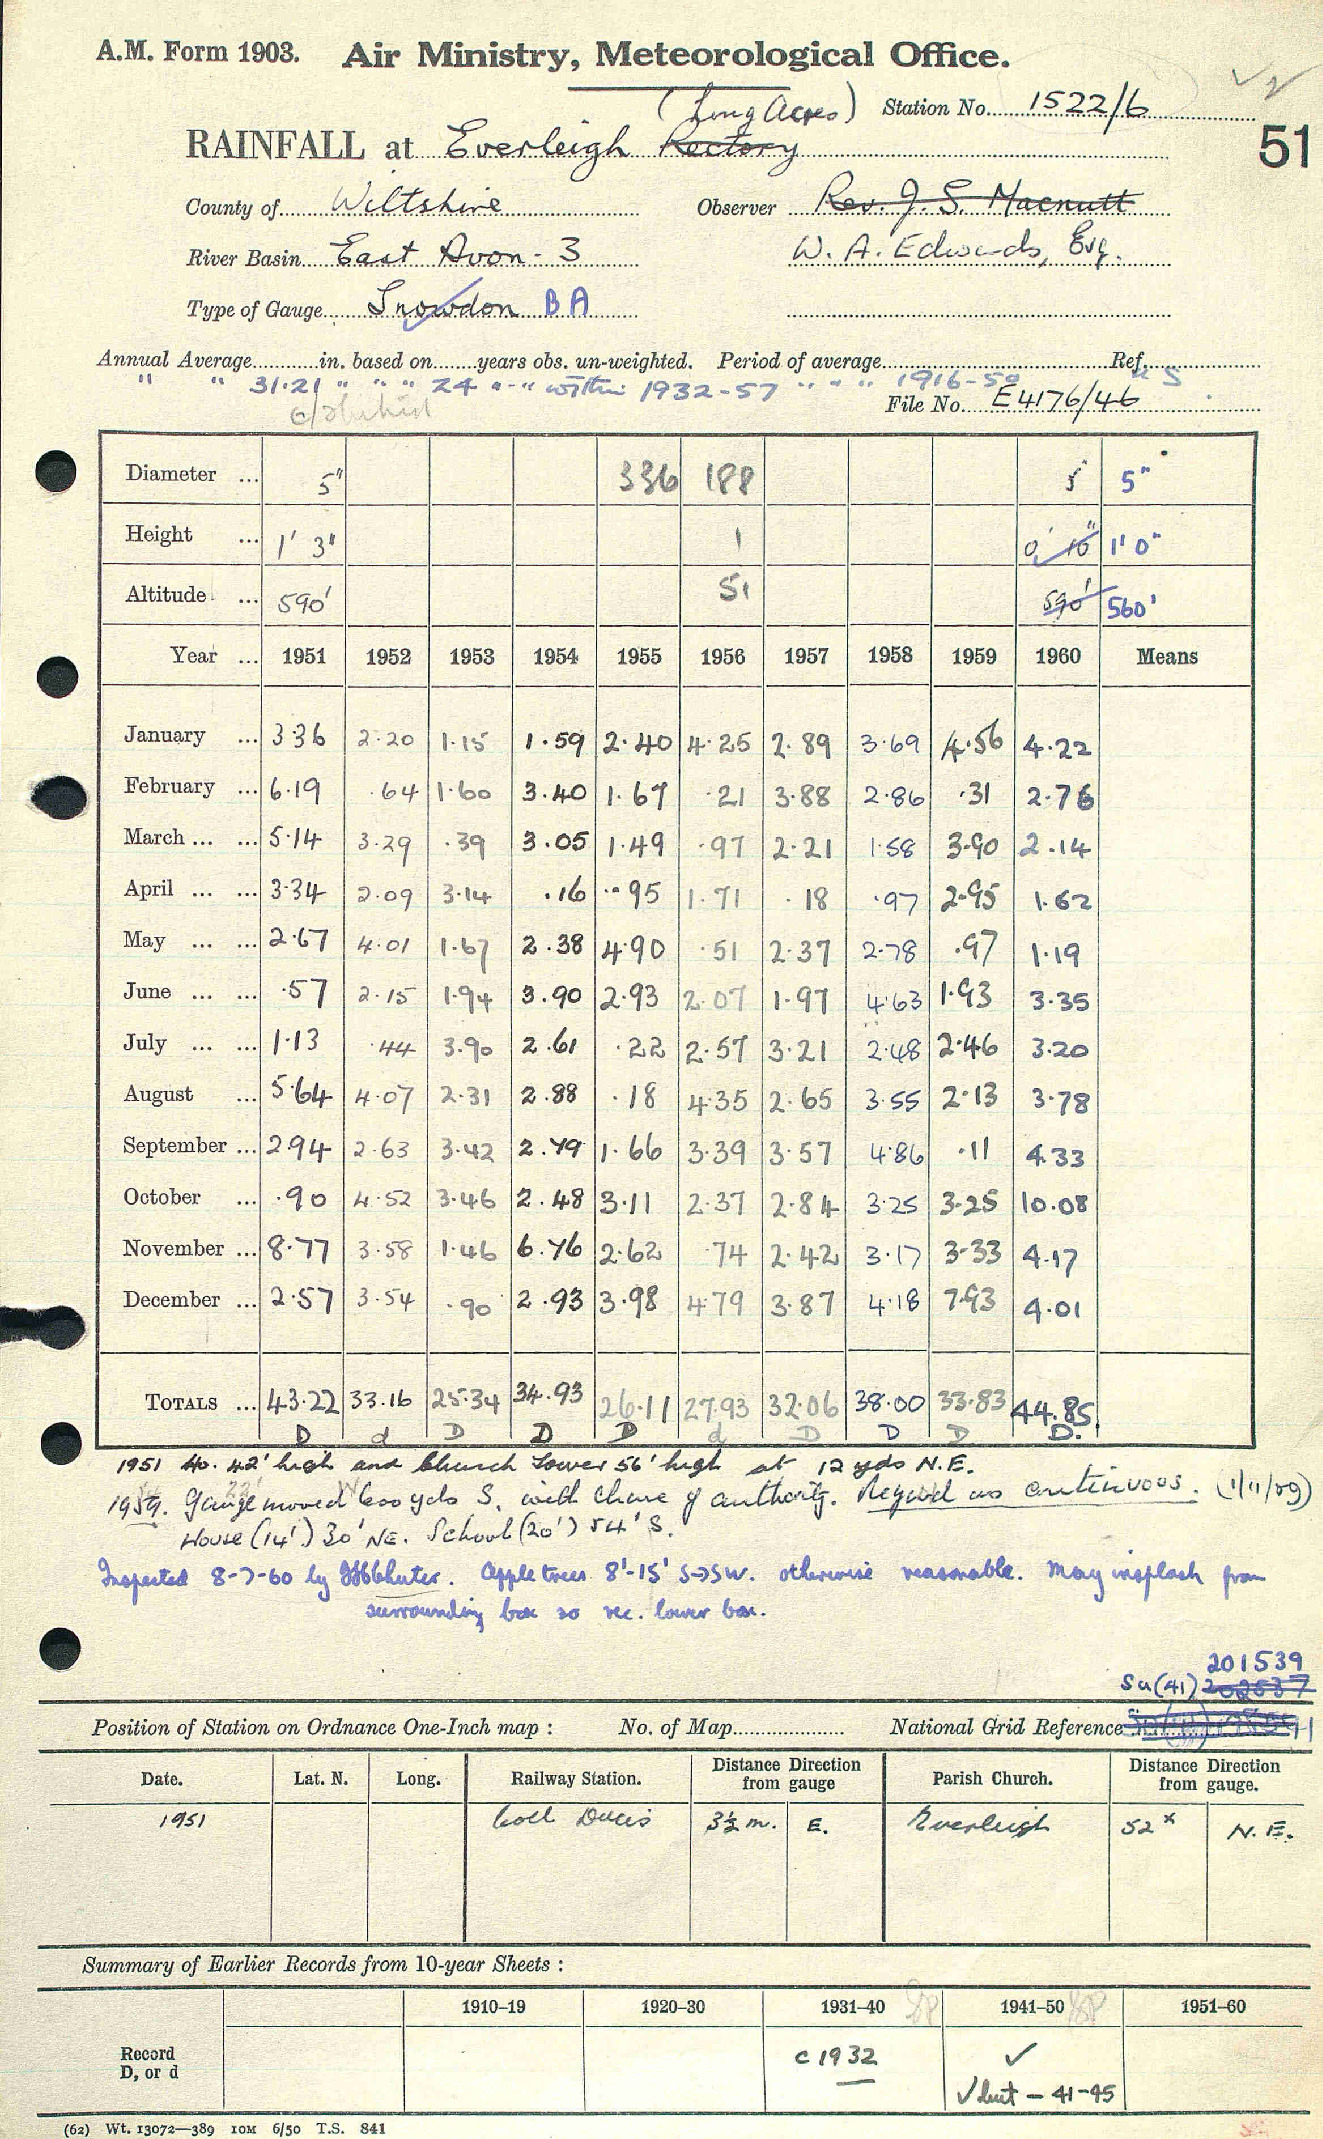 A.M. Form 1903. Air Ministry, Meteorological Office.
(Long Acres) Station No. 1522/6
RAINFALL at Everleigh Rectory
51
County of Wiltshire Observer Rev. J. S. Macnutt
River Basin East Avon - 3 W. A. Edwards, Esq.
Type of Gauge Snowdon B A
Annual Average in. based on years obs. un-weighted. Period of average Ref.
" " 31.21 " " " 24 " - " within 1932-57 " " " 1916-50
File No. E4176/46
Diameter ... 5" 336 188 5" 5"
Height ... 1' 3" 1 0' 10" 1' 0"
Altitude ... 590' 51 590' 560'
Year ... 1951 1952 1953 1954 1955 1956 1957 1958 1959 1960 Means
January ... 3.36 2.20 1.15 1.59 2.40 4.25 2.89 3.69 4.56 4.22
February ... 6.19 .64 1.60 3.40 1.67 .21 3.88 2.86 .31 2.76
March ... ... 5.14 3.29 .39 3.05 1.49 .97 2.21 1.58 3.90 2.14
April ... ... 3.34 2.09 3.14 .16 .95 1.71 .18 .97 2.95 1.62
May ... ... 2.67 4.01 1.67 2.38 4.90 .51 2.37 2.78 .97 1.19
June ... ... .57 2.15 1.94 3.90 2.93 2.07 1.97 4.63 1.93 3.35
July ... ... 1.13 .44 3.90 2.61 .22 2.57 3.21 2.48 2.46 3.20
August ... 5.64 4.07 2.31 2.88 .18 4.35 2.65 3.55 2.13 3.78
September ... 2.94 2.63 3.42 2.79 1.66 3.39 3.57 4.86 .11 4.33
October ... .90 4.52 3.46 2.48 3.11 2.37 2.84 3.25 3.25 10.08
November ... 8.77 3.58 1.46 6.76 2.62 .74 2.42 3.17 3.33 4.17
December ... 2.57 3.54 .90 2.93 3.98 4.79 3.87 4.18 7.93 4.01
Totals ... 43.22 33.16 25.34 34.93 26.11 27.93 32.06 38.00 33.83 44.85
D d D D D d D D D D.
1951 Ho. 42' high and Church tower 56' high at 12 yds N.E.
1959. Gauge moved 600 yds S. with change of authority. Regard as continuous. (1/11/59)
House (14') 30' NE. School (20') 54' S.
Inspected 8-7-60 by . Apple trees 8'-15' S→SW. otherwise reasonable. May insplash from
surrounding box so rec. lower box.
201539
SU(41) 202537
Position of Station on Ordnance One-Inch map : No. of Map National Grid Reference
Date. Lat. N. Long. Railway Station. Distance Direction from gauge Parish Church. Distance Direction from gauge.
1951 Coll Ducis 3½ m. E. Everleigh 52ˣ N.E.
Summary of Earlier Records from 10-year Sheets :
1910-19 1920-30 1931-40 1941-50 1951-60
Record D, or d c 1932 ✓
✓ but - 41-45
(62) Wt. 13072—389 10M 6/50 T.S. 841